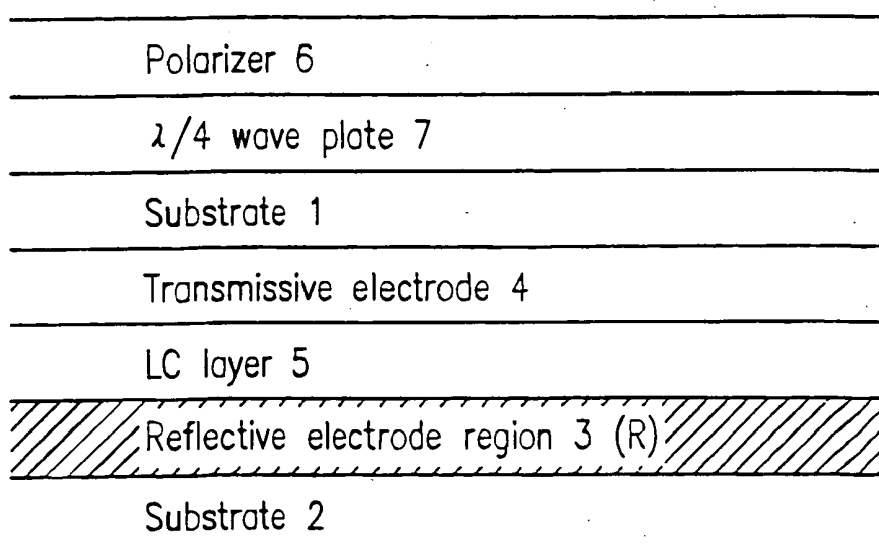 Polarizer 6
λ/4 wave plate 7
Substrate 1
Transmissive electrode 4
LC layer 5
Reflective electrode region 3 (R)
Substrate 2